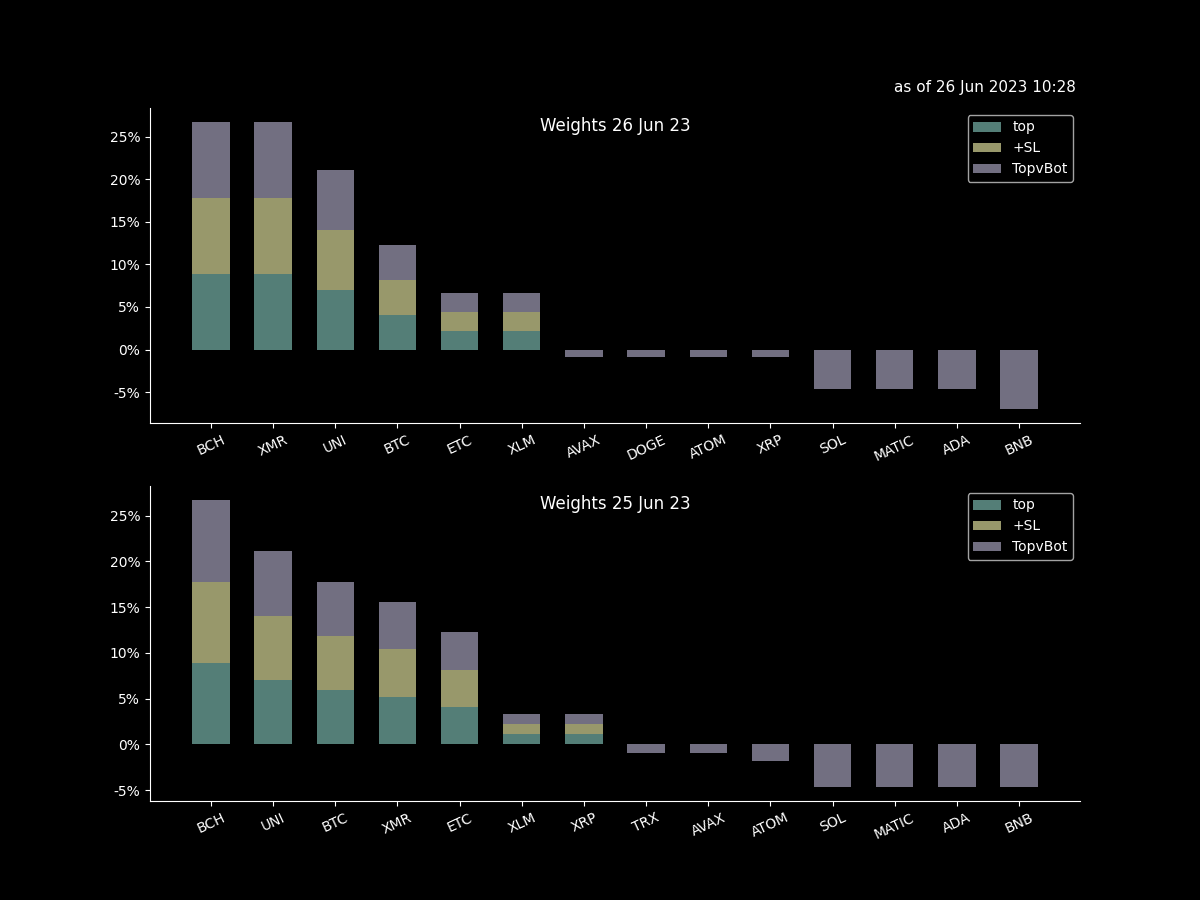 as of 26 Jun 2023 10:28
Weights 26 Jun 23
top
+SL
TopvBot
25%
20%
15%
10%
5%
0%
-5%
BCH XMR UNI BTC ETC XLM AVAX DOGE ATOM XRP SOL MATIC ADA BNB
Weights 25 Jun 23
top
+SL
TopvBot
25%
20%
15%
10%
5%
0%
-5%
BCH UNI BTC XMR ETC XLM XRP TRX AVAX ATOM SOL MATIC ADA BNB